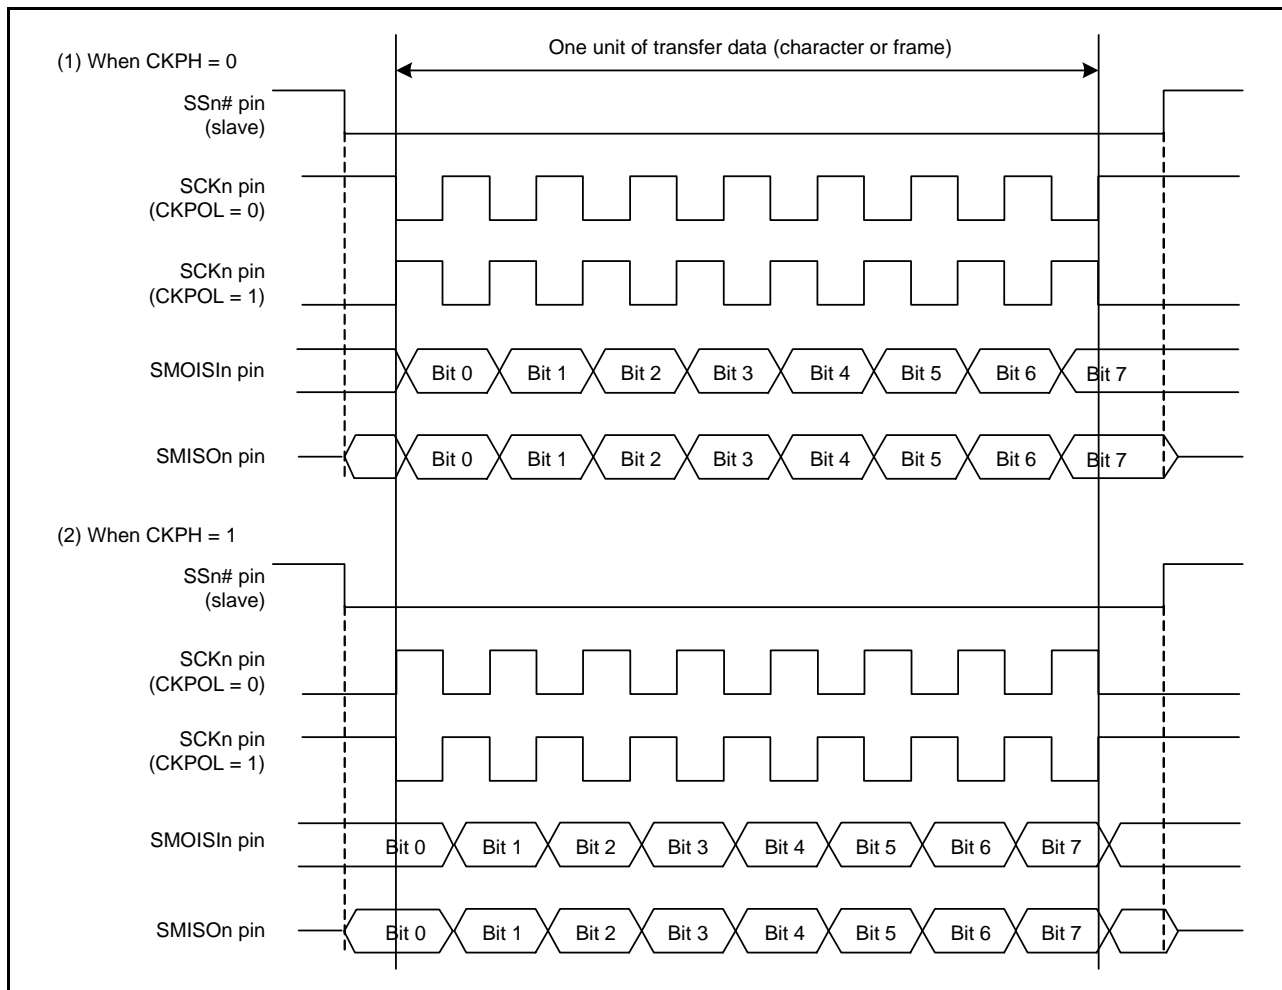 One unit of transfer data (character or frame)
(1) When CKPH = 0
SSn# pin
(slave)
SCKn pin
(CKPOL = 0)
SCKn pin
(CKPOL = 1)
SMOISIn pin
Bit 0 Bit 1 Bit 2 Bit 3 Bit 4 Bit 5 Bit 6 Bit 7
SMISOn pin
Bit 0 Bit 1 Bit 2 Bit 3 Bit 4 Bit 5 Bit 6 Bit 7
(2) When CKPH = 1
SSn# pin
(slave)
SCKn pin
(CKPOL = 0)
SCKn pin
(CKPOL = 1)
SMOISIn pin
Bit 0 Bit 1 Bit 2 Bit 3 Bit 4 Bit 5 Bit 6 Bit 7
SMISOn pin
Bit 0 Bit 1 Bit 2 Bit 3 Bit 4 Bit 5 Bit 6 Bit 7